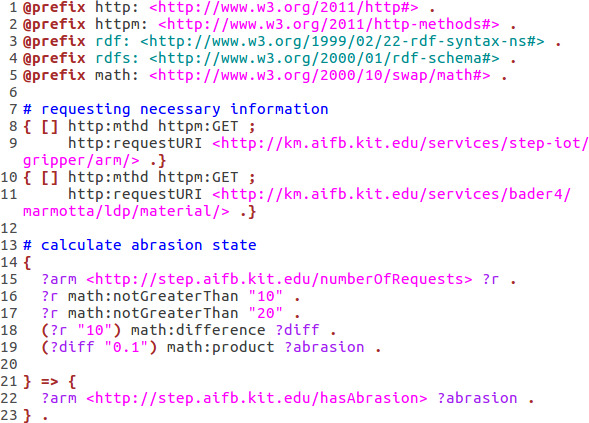 1 @prefix http: <http://www.w3.org/2011/http#> .
2 @prefix httpm: <http://www.w3.org/2011/http-methods#> .
3 @prefix rdf: <http://www.w3.org/1999/02/22-rdf-syntax-ns#> .
4 @prefix rdfs: <http://www.w3.org/2000/01/rdf-schema#> .
5 @prefix math: <http://www.w3.org/2000/10/swap/math#> .
6
7 # requesting necessary information
8 { [] http:mthd httpm:GET ;
9      http:requestURI <http://km.aifb.kit.edu/services/step-iot/
gripper/arm/> .}
10 { [] http:mthd httpm:GET ;
11      http:requestURI <http://km.aifb.kit.edu/services/bader4/
marmotta/ldp/material/> .}
12
13 # calculate abrasion state
14 {
15   ?arm <http://step.aifb.kit.edu/numberOfRequests> ?r .
16   ?r math:notGreaterThan "10" .
17   ?r math:notGreaterThan "20" .
18   (?r "10") math:difference ?diff .
19   (?diff "0.1") math:product ?abrasion .
20
21 } => {
22   ?arm <http://step.aifb.kit.edu/hasAbrasion> ?abrasion .
23 } .